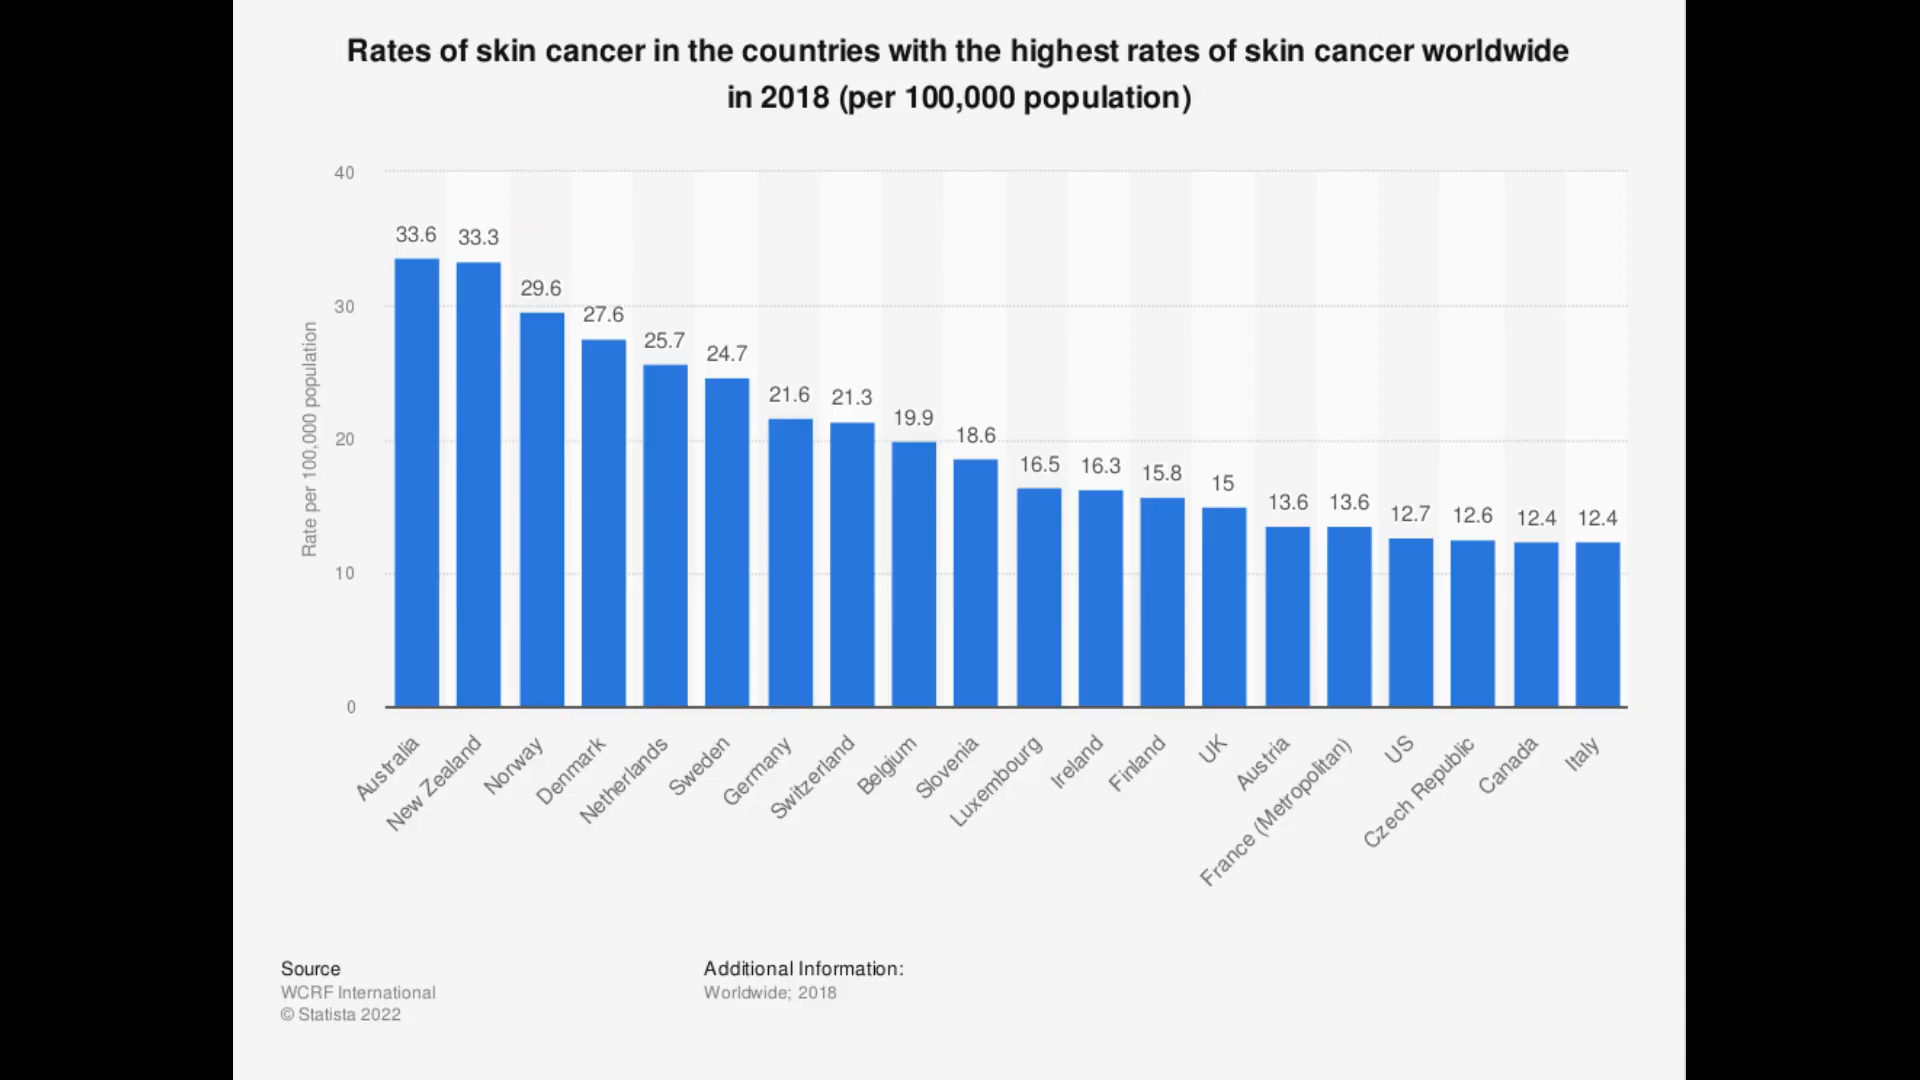 Rates of skin cancer in the countries with the highest rates of skin cancer worldwide
in 2018 (per 100,000 population)
Rate per 100,000 population
40
30
20
10
0
33.6
33.3
29.6
27.6
25.7
24.7
21.6
21.3
19.9
18.6
16.5
16.3
15.8
15
13.6
13.6
12.7
12.6
12.4
12.4
Australia
New Zealand
Norway
Denmark
Netherlands
Sweden
Germany
Switzerland
Belgium
Slovenia
Luxembourg
Ireland
Finland
UK
Austria
France (Metropolitan)
US
Czech Republic
Canada
Italy
Source
WCRF International
© Statista 2022
Additional Information:
Worldwide; 2018